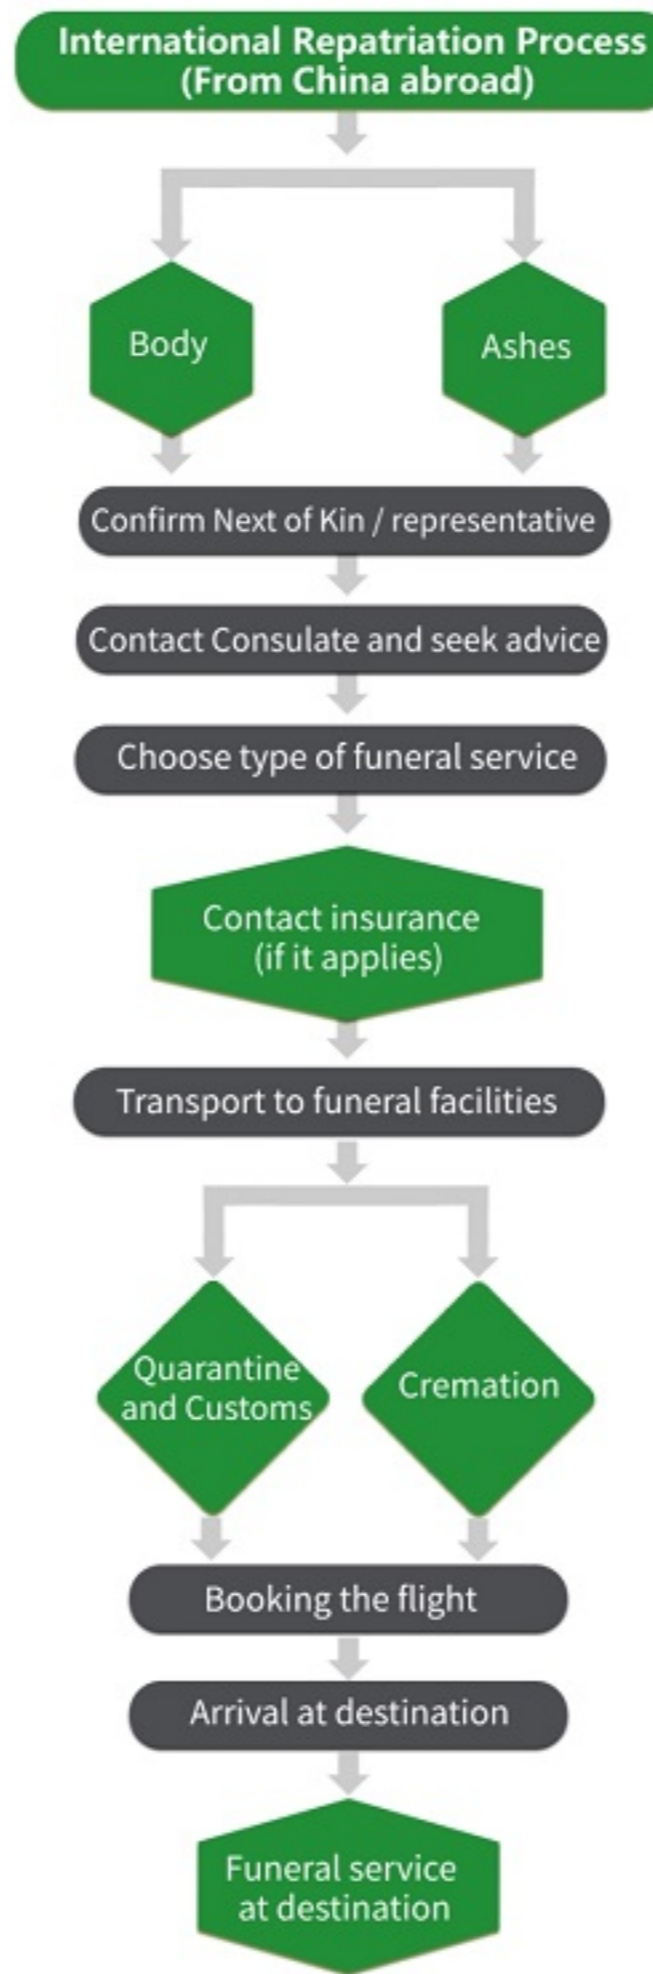 International Repatriation Process
(From China abroad)
Body
Ashes
Confirm Next of Kin / representative
Contact Consulate and seek advice
Choose type of funeral service
Contact insurance
(if it applies)
Transport to funeral facilities
Quarantine
and Customs
Cremation
Booking the flight
Arrival at destination
Funeral service
at destination